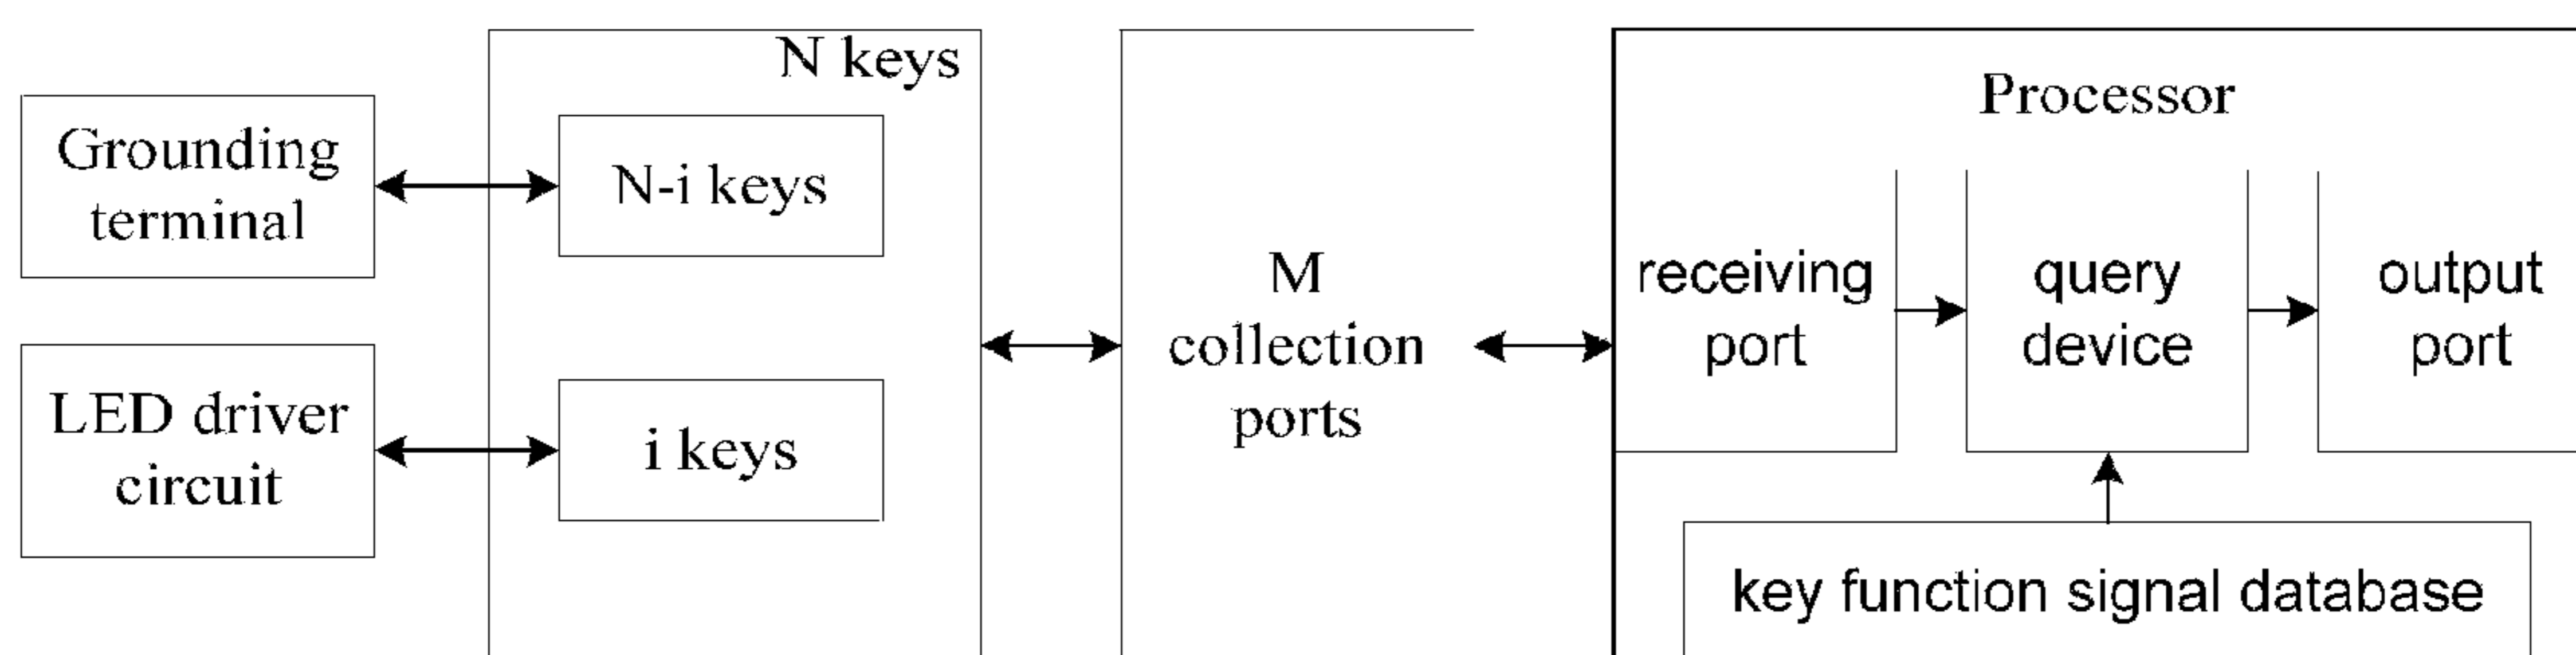 N keys
Grounding
terminal
N-i keys
LED driver
circuit
i keys
M
collection
ports
Processor
receiving
port
query
device
output
port
key function signal database